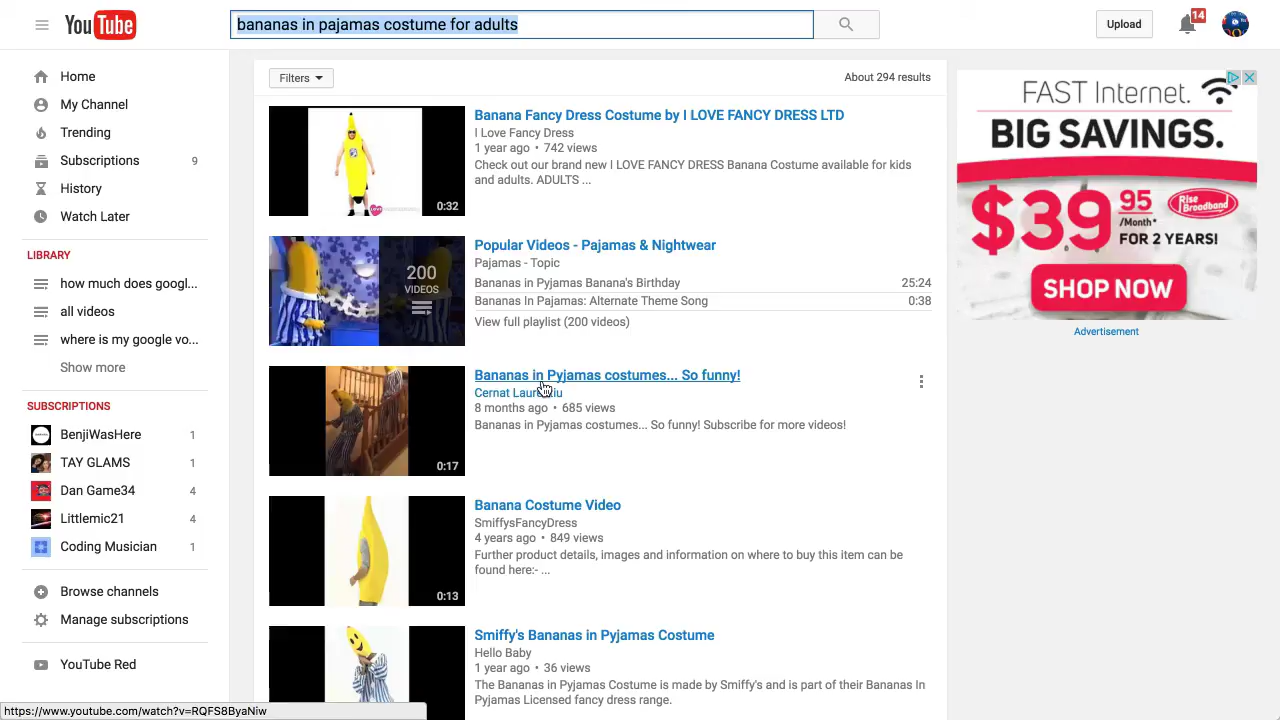 YouTube
bananas in pajamas costume for adults
Upload
14
Home
My Channel
Trending
Subscriptions 9
History
Watch Later
LIBRARY
how much does googl...
all videos
where is my google vo...
Show more
SUBSCRIPTIONS
BenjiWasHere 1
TAY GLAMS 1
Dan Game34 4
Littlemic21 4
Coding Musician 1
Browse channels
Manage subscriptions
YouTube Red
https://www.youtube.com/watch?v=RQFS8ByaNiw
Filters
About 294 results
0:32
Banana Fancy Dress Costume by I LOVE FANCY DRESS LTD
I Love Fancy Dress
1 year ago • 742 views
Check out our brand new I LOVE FANCY DRESS Banana Costume available for kids
and adults. ADULTS ...
200
VIDEOS
Popular Videos - Pajamas & Nightwear
Pajamas - Topic
Bananas in Pyjamas Banana's Birthday 25:24
Bananas In Pajamas: Alternate Theme Song 0:38
View full playlist (200 videos)
0:17
Bananas in Pyjamas costumes... So funny!
Cernat
8 months ago • 685 views
Bananas in Pyjamas costumes... So funny! Subscribe for more videos!
0:13
Banana Costume Video
SmiffysFancyDress
4 years ago • 849 views
Further product details, images and information on where to buy this item can be
found here:- ...
Smiffy's Bananas in Pyjamas Costume
Hello Baby
1 year ago • 36 views
The Bananas in Pyjamas Costume is made by Smiffy's and is part of their Bananas In
Pyjamas Licensed fancy dress range.
FAST Internet.
BIG SAVINGS.
$39 95
/Month*
Rise Broadband
FOR 2 YEARS!
SHOP NOW
Advertisement